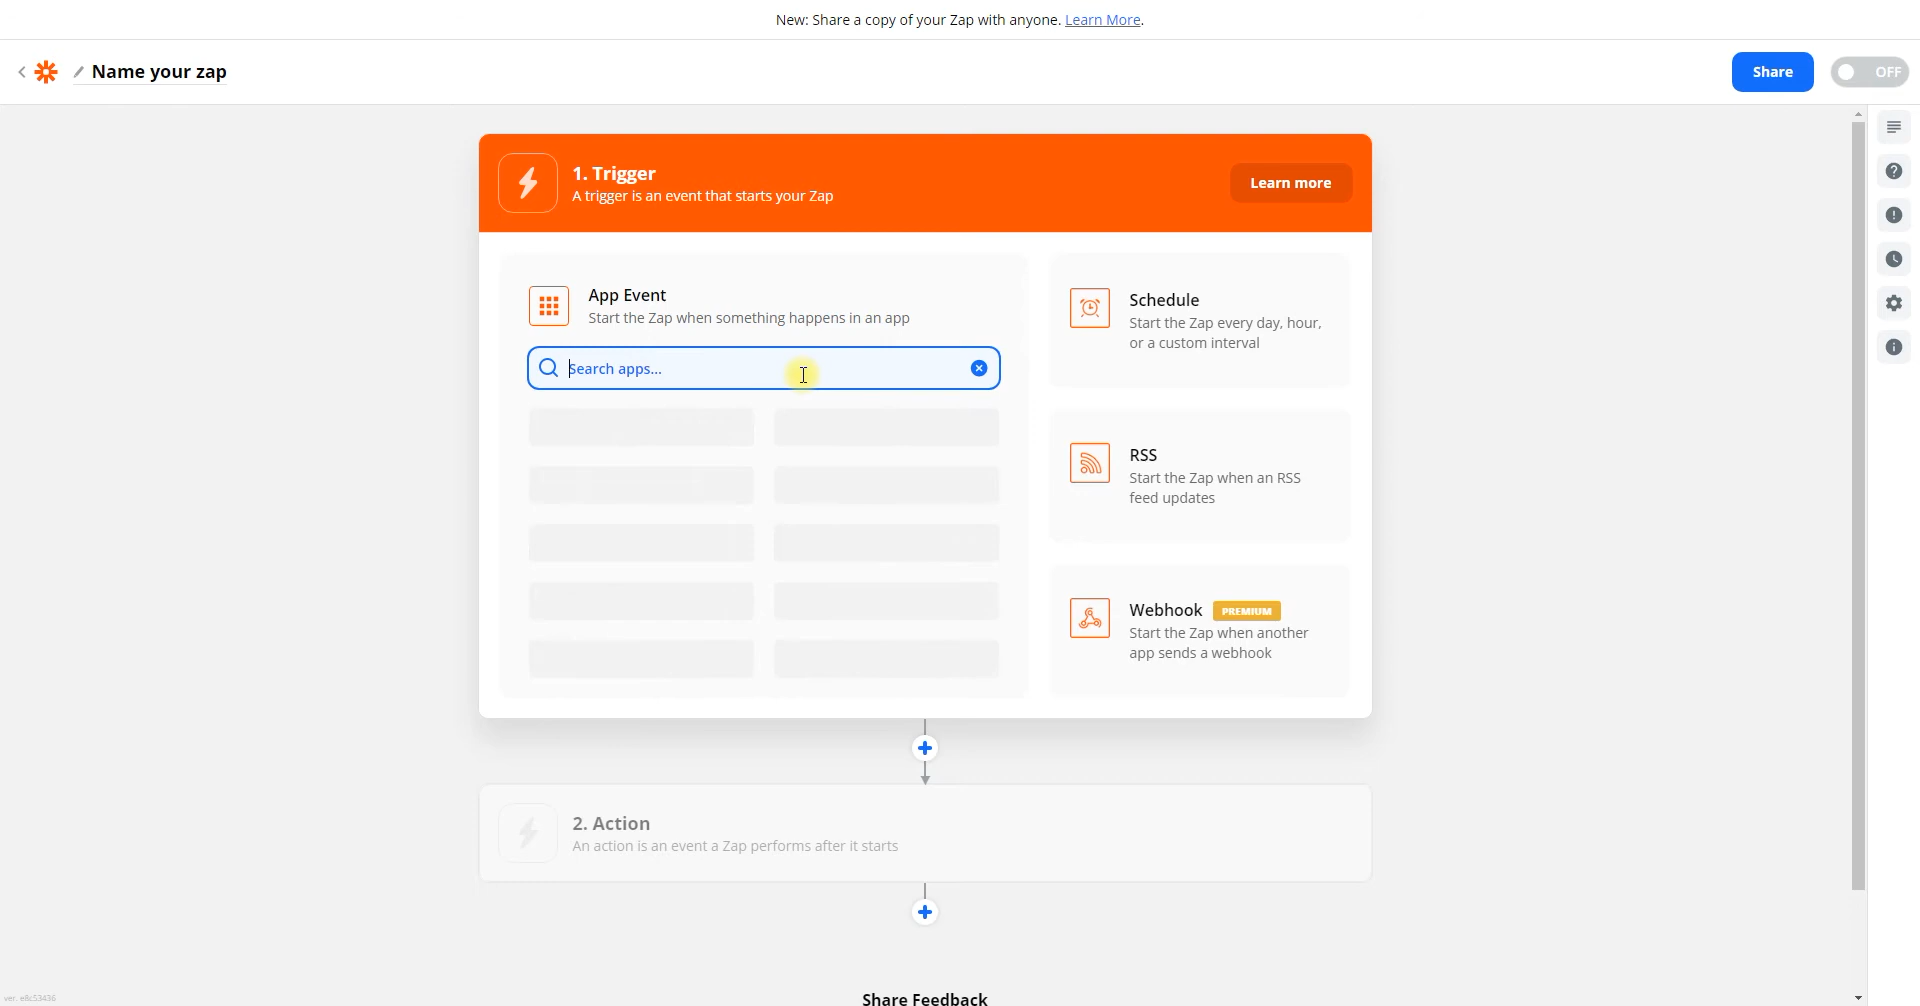 New: Share a copy of your Zap with anyone. Learn More.
Name your zap
Share
OFF
1. Trigger
A trigger is an event that starts your Zap
Learn more
App Event
Start the Zap when something happens in an app
Search apps...
Schedule
Start the Zap every day, hour,
or a custom interval
RSS
Start the Zap when an RSS
feed updates
Webhook PREMIUM
Start the Zap when another
app sends a webhook
2. Action
An action is an event a Zap performs after it starts
Share Feedback
ver. e8c53436